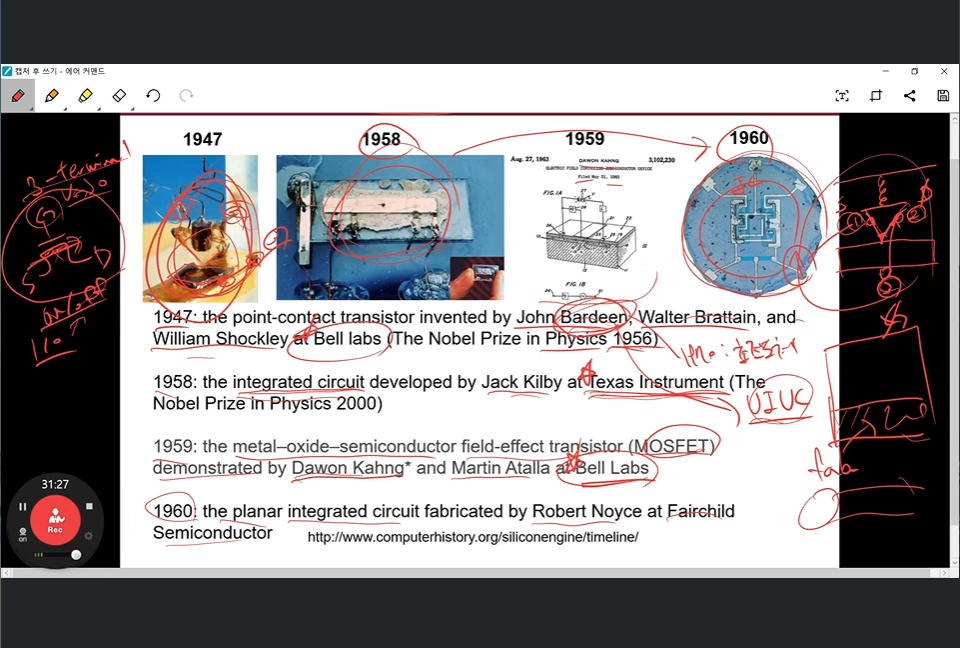 캡처 후 쓰기 - 에어 커맨드
1947
1958
1959
1960
Aug. 27, 1963
DAWON KAHNG
3,102,230
ELECTRIC FIELD CONTROLLED SEMICONDUCTOR DEVICE
Filed May 31, 1960
FIG. 1A
FIG. 1B
3-terminal
G
S
D
on/off
1/0
IC
1947: the point-contact transistor invented by John Bardeen, Walter Brattain, and
William Shockley at Bell labs (The Nobel Prize in Physics 1956)
1958: the integrated circuit developed by Jack Kilby at Texas Instrument (The
Nobel Prize in Physics 2000)
UIUC
1959: the metal–oxide–semiconductor field-effect transistor (MOSFET)
demonstrated by Dawon Kahng* and Martin Atalla at Bell Labs
fab
1960: the planar integrated circuit fabricated by Robert Noyce at Fairchild
Semiconductor
http://www.computerhistory.org/siliconengine/timeline/
31:27
Rec
on